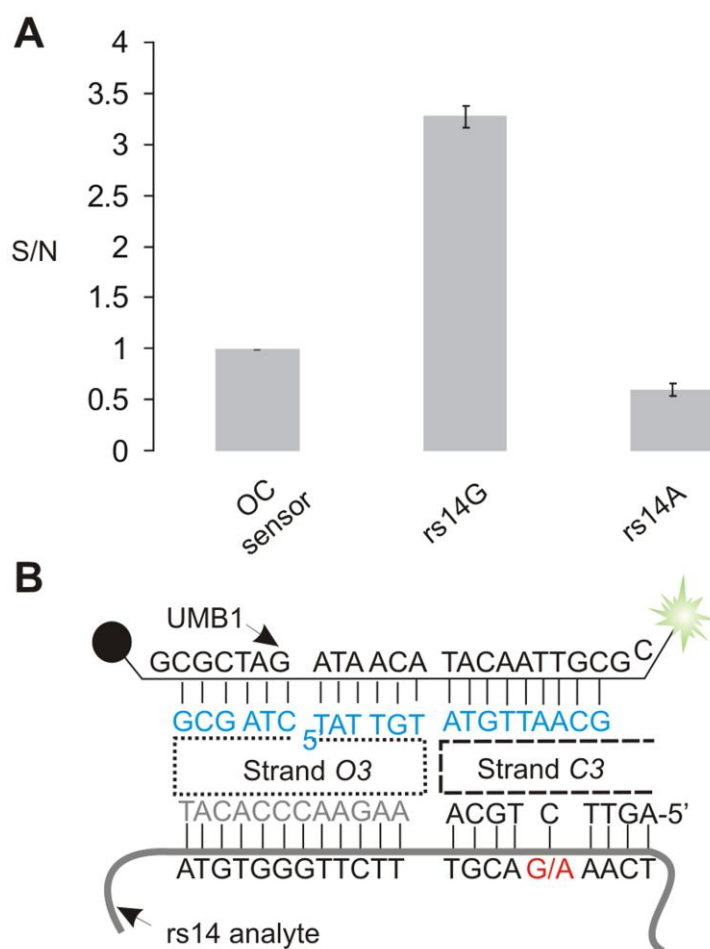 A
4
3.5
3
2.5
S/N
2
1.5
1
0.5
0
OC
sensor
rs14G
rs14A
B
UMB1
GCGCTAG ATA ACA TACAATTGCG C
GCG ATC 5 TAT TGT ATGTTAACG
Strand O3 Strand C3
TACACCCAAGAA ACGT C TTGA-5’
ATGTGGGTTCTT TGCA G/A AACT
rs14 analyte